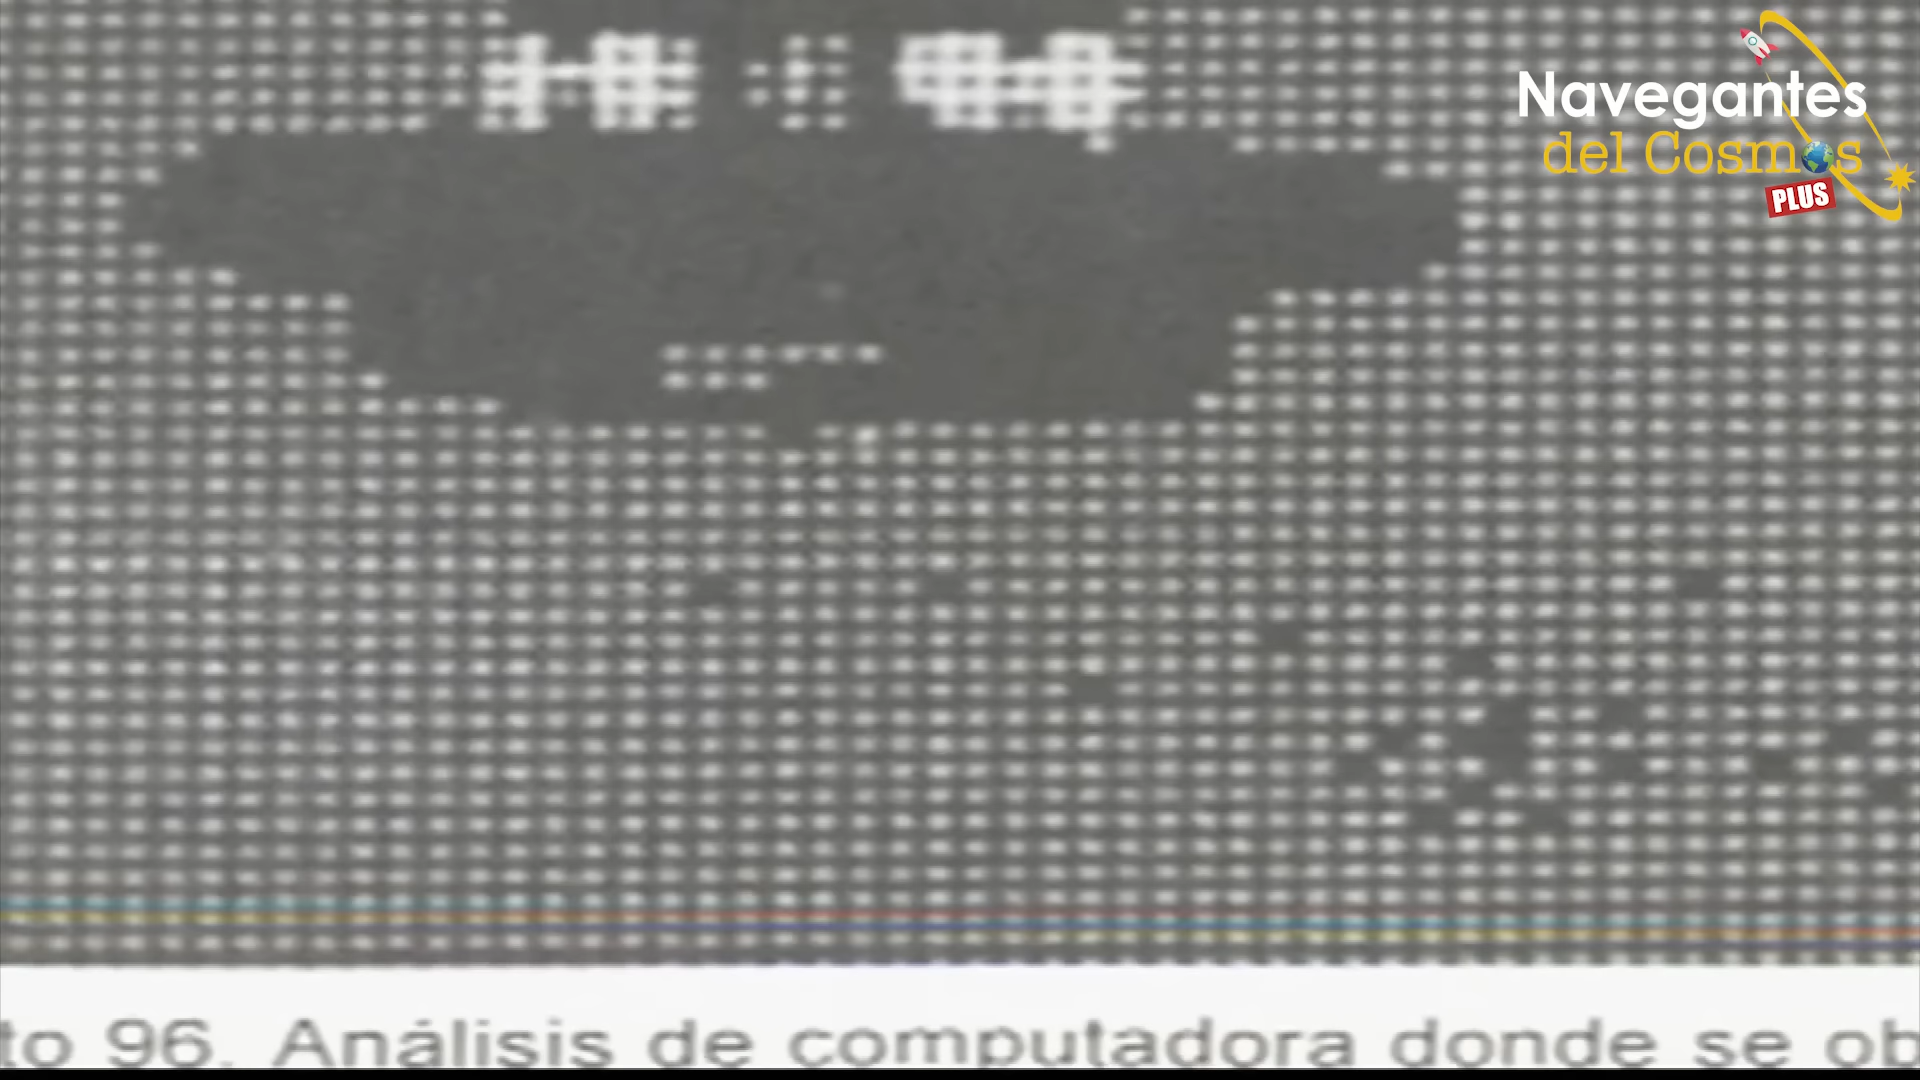 Navegantes
del Cosmos
PLUS
to 96. Análisis de computadora donde se ob